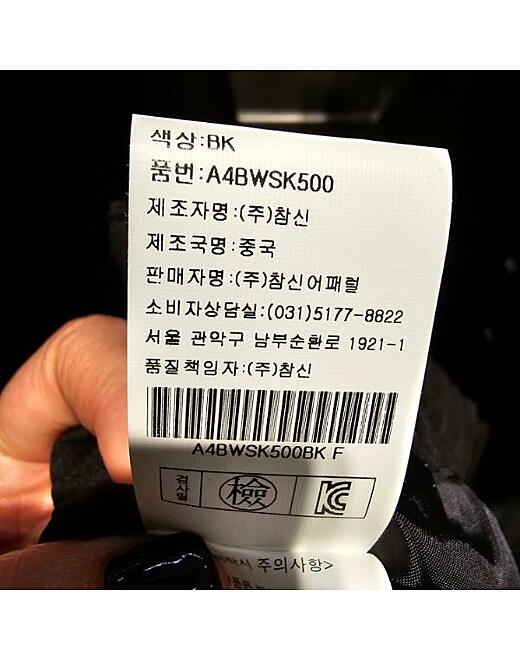 색상:BK
품번:A4BWSK500
제조자명:(주)참신
제조국명:중국
판매자명:(주)참신어패럴
소비자상담실:(031)5177-8822
서울 관악구 남부순환로 1921-1
품질책임자:(주)참신
A4BWSK500BK F
검사필 檢 KC
주의사항>